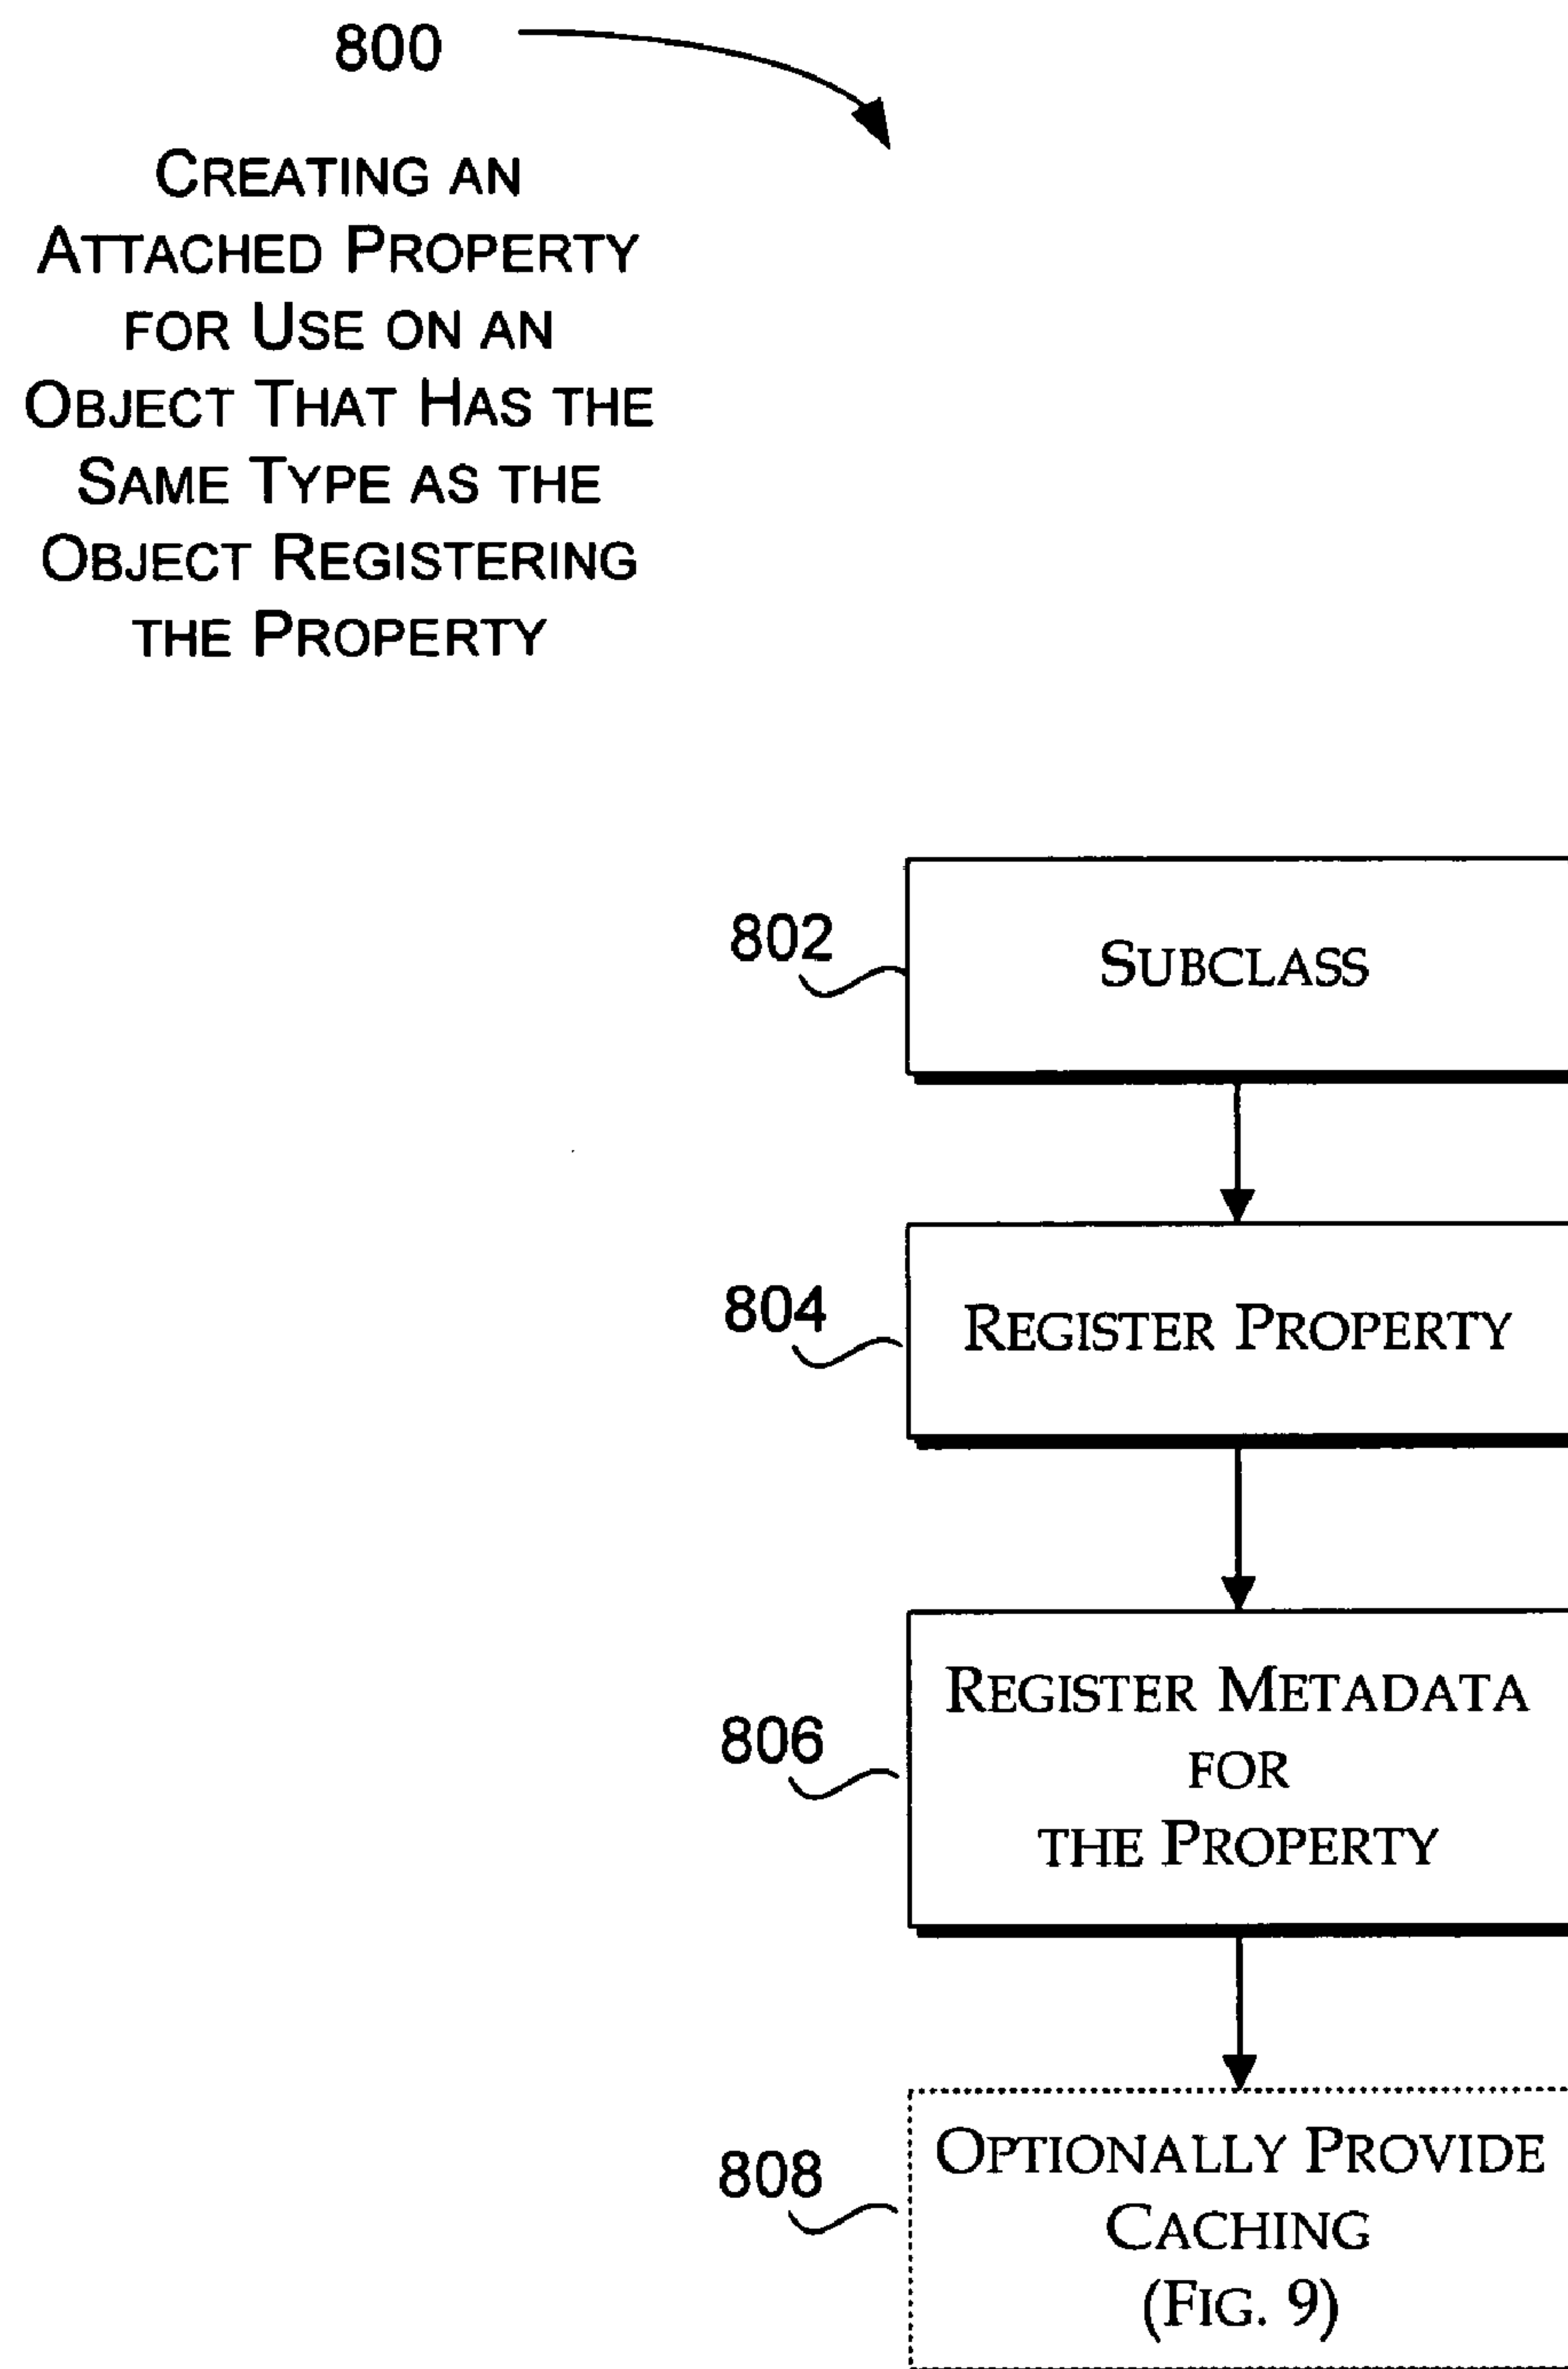 800
CREATING AN
ATTACHED PROPERTY
FOR USE ON AN
OBJECT THAT HAS THE
SAME TYPE AS THE
OBJECT REGISTERING
THE PROPERTY
802
SUBCLASS
804
REGISTER PROPERTY
806
REGISTER METADATA
FOR
THE PROPERTY
808
OPTIONALLY PROVIDE
CACHING
(FIG. 9)